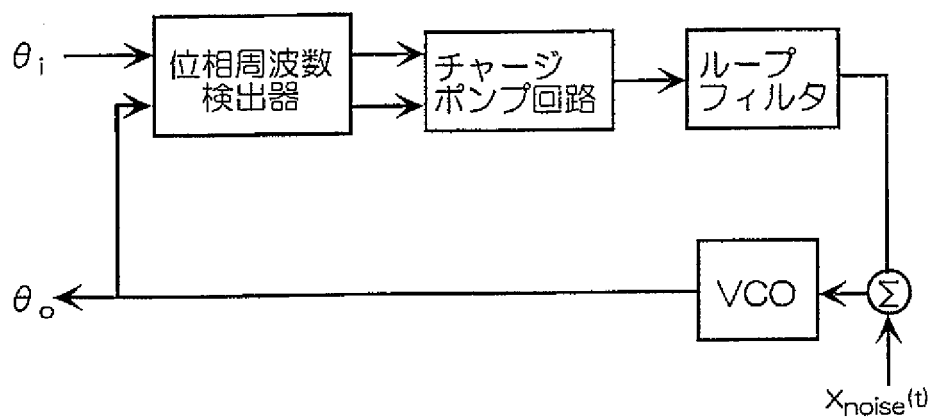 θi
位相周波数
検出器
チャージ
ポンプ回路
ループ
フィルタ
θo
VCO
Σ
Xnoise(t)